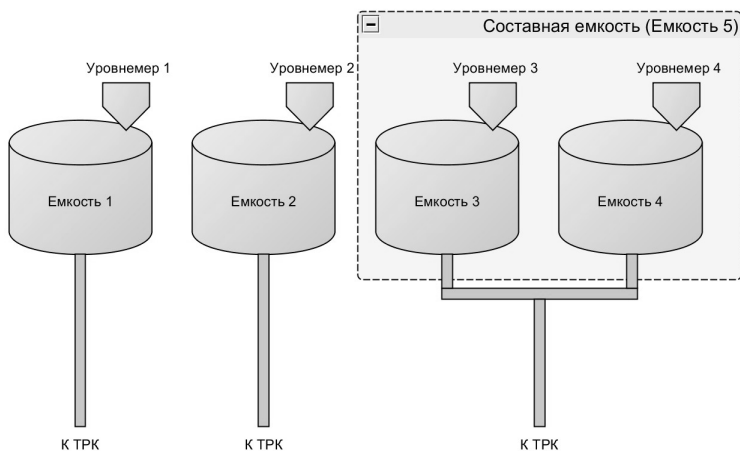 Составная емкость (Емкость 5)
Уровнемер 1
Уровнемер 2
Уровнемер 3
Уровнемер 4
Емкость 1
Емкость 2
Емкость 3
Емкость 4
К ТРК
К ТРК
К ТРК